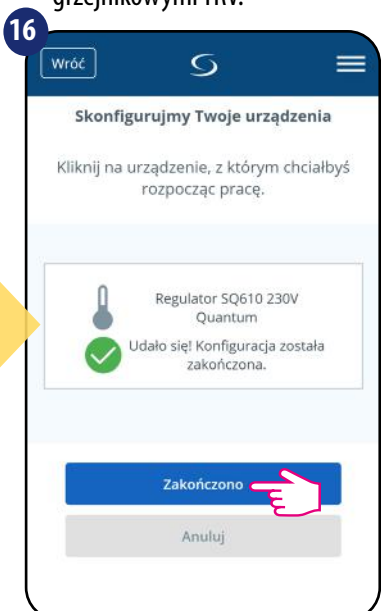 grzejnikowymi TRV.
16
Wróć
Skonfigurujmy Twoje urządzenia
Kliknij na urządzenie, z którym chciałbyś
rozpocząc pracę.
Regulator SQ610 230V
Quantum
Udało się! Konfiguracja została
zakończona.
Zakończono
Anuluj